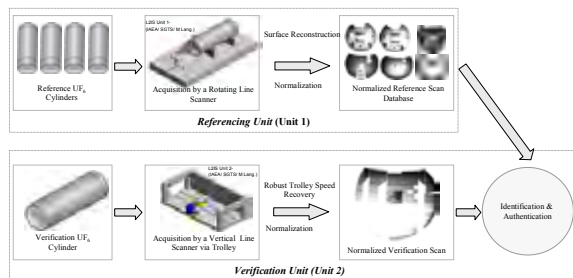 L2IS Unit 1-
(IAEA/ SGTS/ M.Lang.)
Surface Reconstruction
Normalization
Reference UF6
Cylinders
Acquisition by a Rotating Line
Scanner
Normalized Reference Scan
Database
Referencing Unit (Unit 1)
L2IS Unit 2-
(IAEA/ SGTS/ M.Lang.)
Robust Trolley Speed
Recovery
Normalization
Identification &
Authentication
Verification UF6
Cylinder
Acquisition by a Vertical Line
Scanner via Trolley
Normalized Verification Scan
Verification Unit (Unit 2)